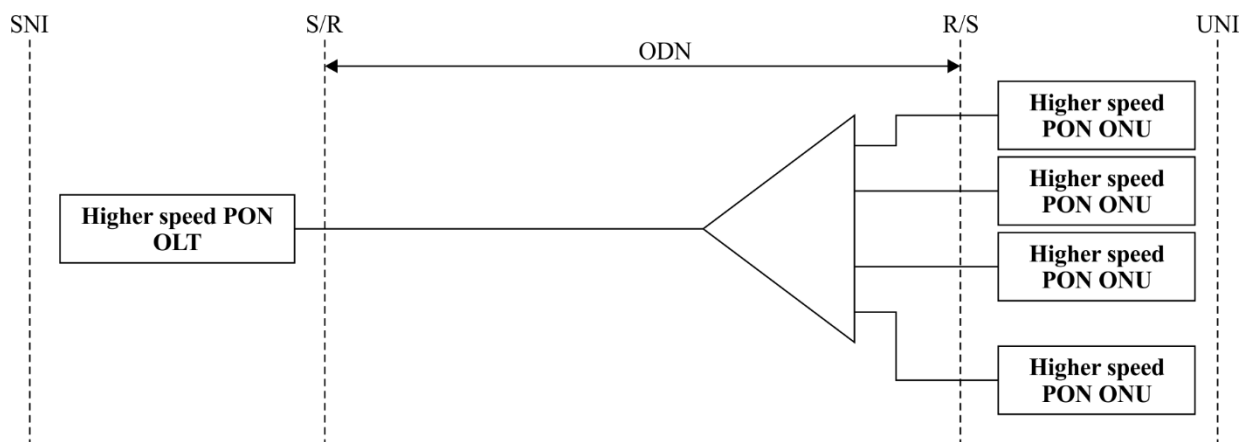 SNI
S/R
R/S
UNI
ODN
Higher speed
PON ONU
Higher speed
PON ONU
Higher speed PON
OLT
Higher speed
PON ONU
Higher speed
PON ONU